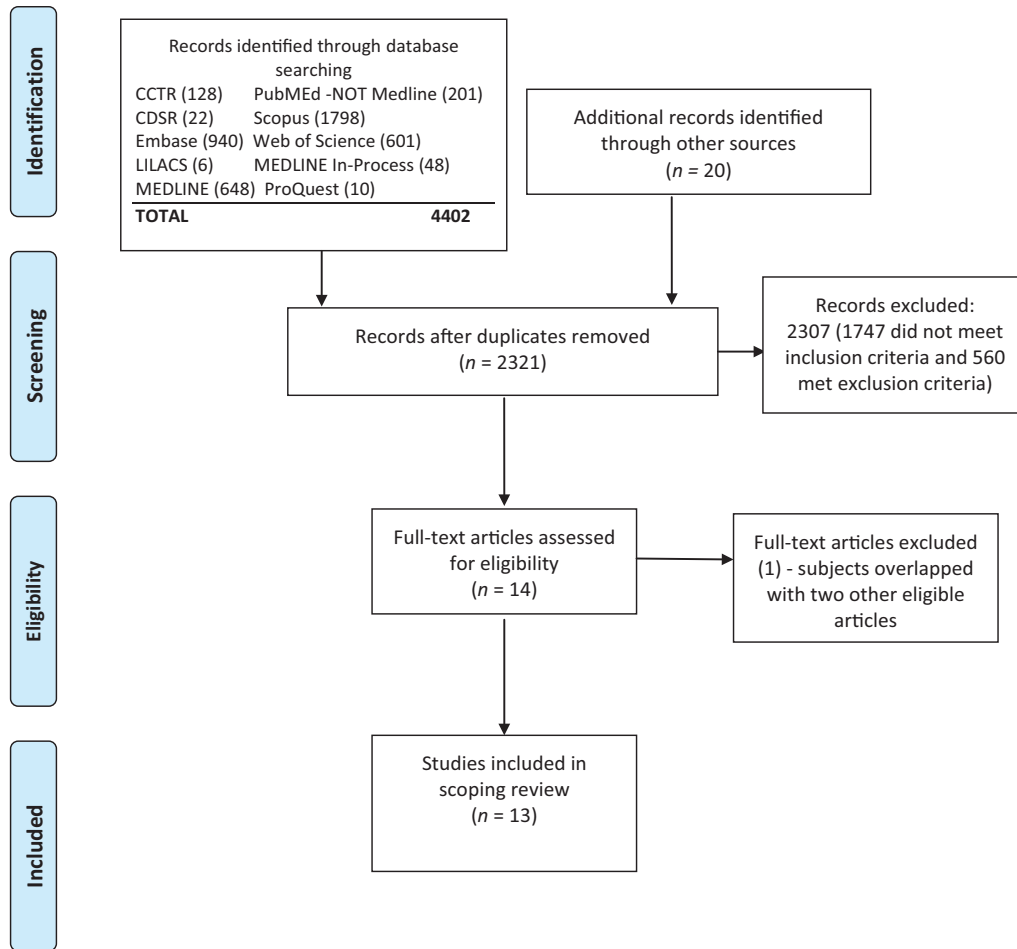 Identification
Records identified through database
searching
CCTR (128) PubMEd -NOT Medline (201)
CDSR (22) Scopus (1798)
Embase (940) Web of Science (601)
LILACS (6) MEDLINE In-Process (48)
MEDLINE (648) ProQuest (10)
TOTAL 4402
Additional records identified
through other sources
(n = 20)
Screening
Records after duplicates removed
(n = 2321)
Records excluded:
2307 (1747 did not meet
inclusion criteria and 560
met exclusion criteria)
Eligibility
Full-text articles assessed
for eligibility
(n = 14)
Full-text articles excluded
(1) - subjects overlapped
with two other eligible
articles
Included
Studies included in
scoping review
(n = 13)